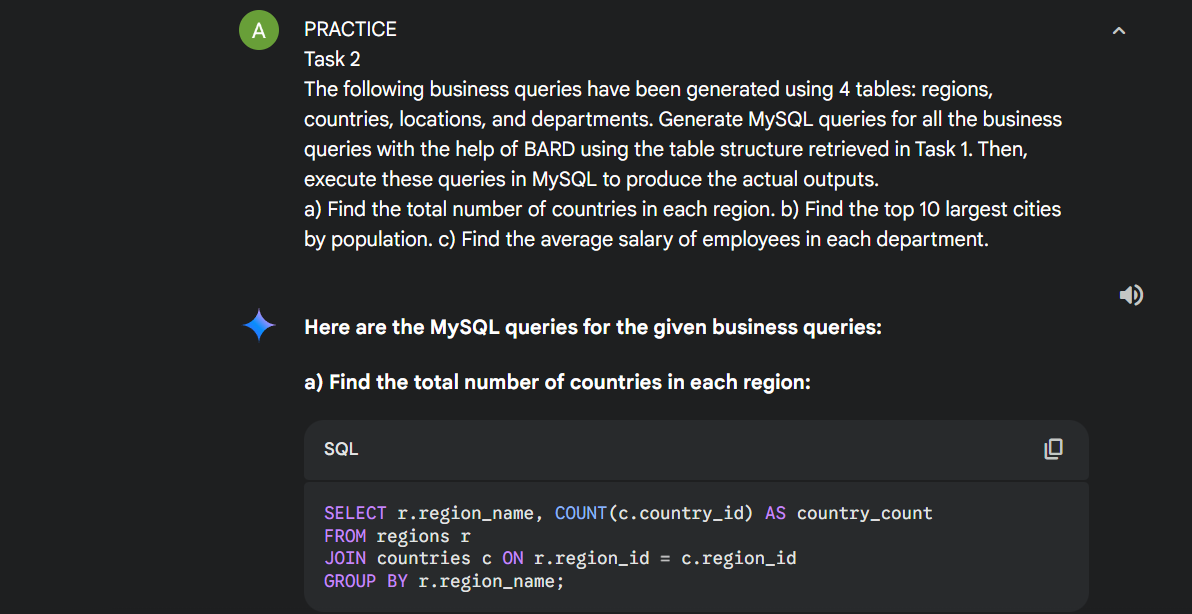 A
PRACTICE
Task 2
The following business queries have been generated using 4 tables: regions,
countries, locations, and departments. Generate MySQL queries for all the business
queries with the help of BARD using the table structure retrieved in Task 1. Then,
execute these queries in MySQL to produce the actual outputs.
a) Find the total number of countries in each region. b) Find the top 10 largest cities
by population. c) Find the average salary of employees in each department.
Here are the MySQL queries for the given business queries:
a) Find the total number of countries in each region:
SQL
SELECT r.region_name, COUNT(c.country_id) AS country_count
FROM regions r
JOIN countries c ON r.region_id = c.region_id
GROUP BY r.region_name;